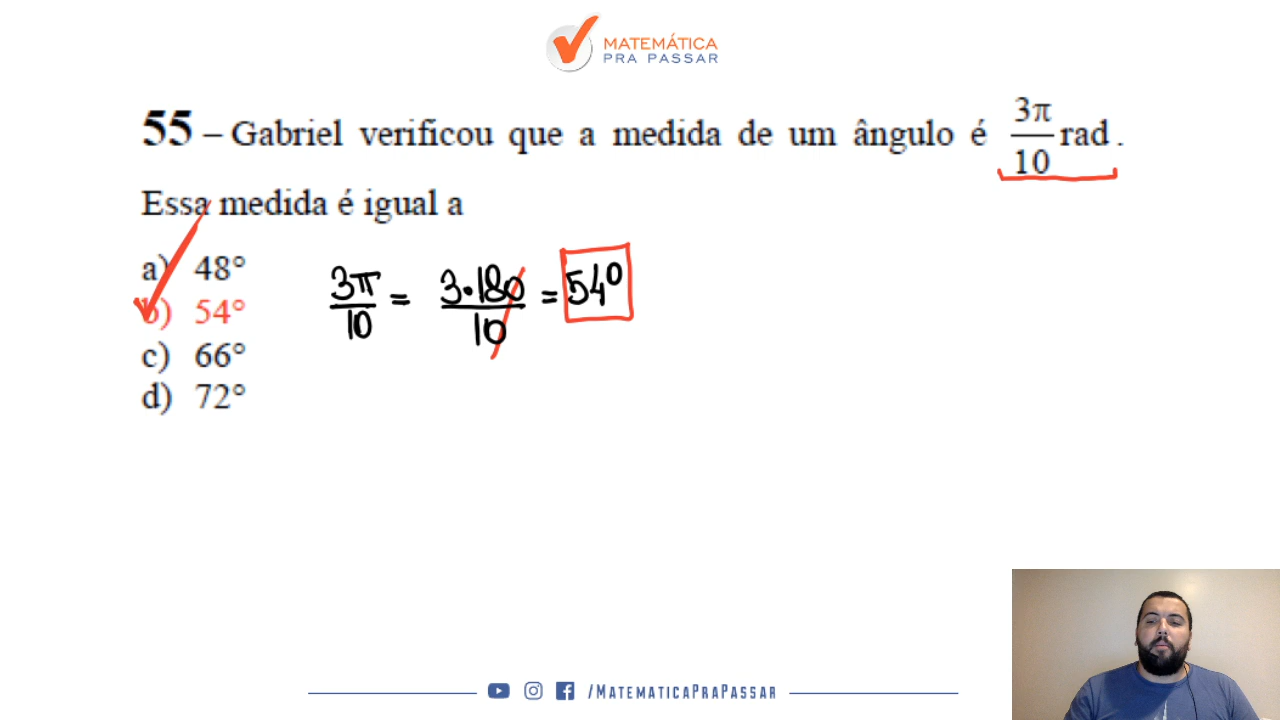 MATEMÁTICA
PRA PASSAR
55 – Gabriel verificou que a medida de um ângulo é 3π/10 rad.
Essa medida é igual a
a) 48°
b) 54°
c) 66°
d) 72°
3π/10 = 3·180/10 = 54°
/MATEMATICAPRAPASSAR